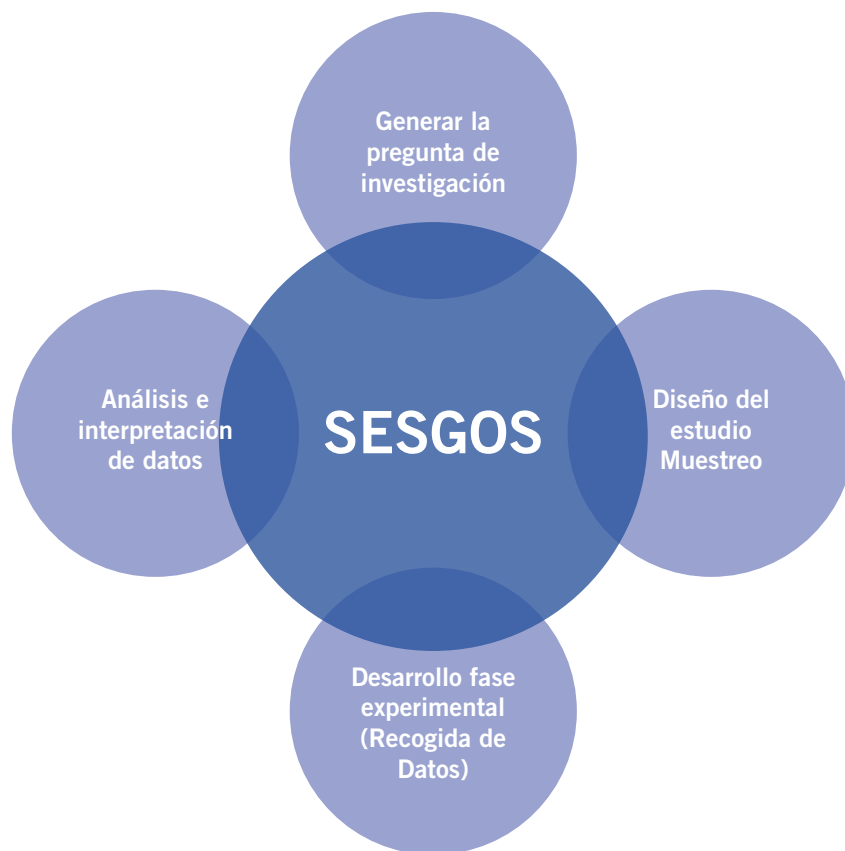 Generar la
pregunta de
investigación
Análisis e
interpretación
de datos
SESGOS
Diseño del
estudio
Muestreo
Desarrollo fase
experimental
(Recogida de
Datos)